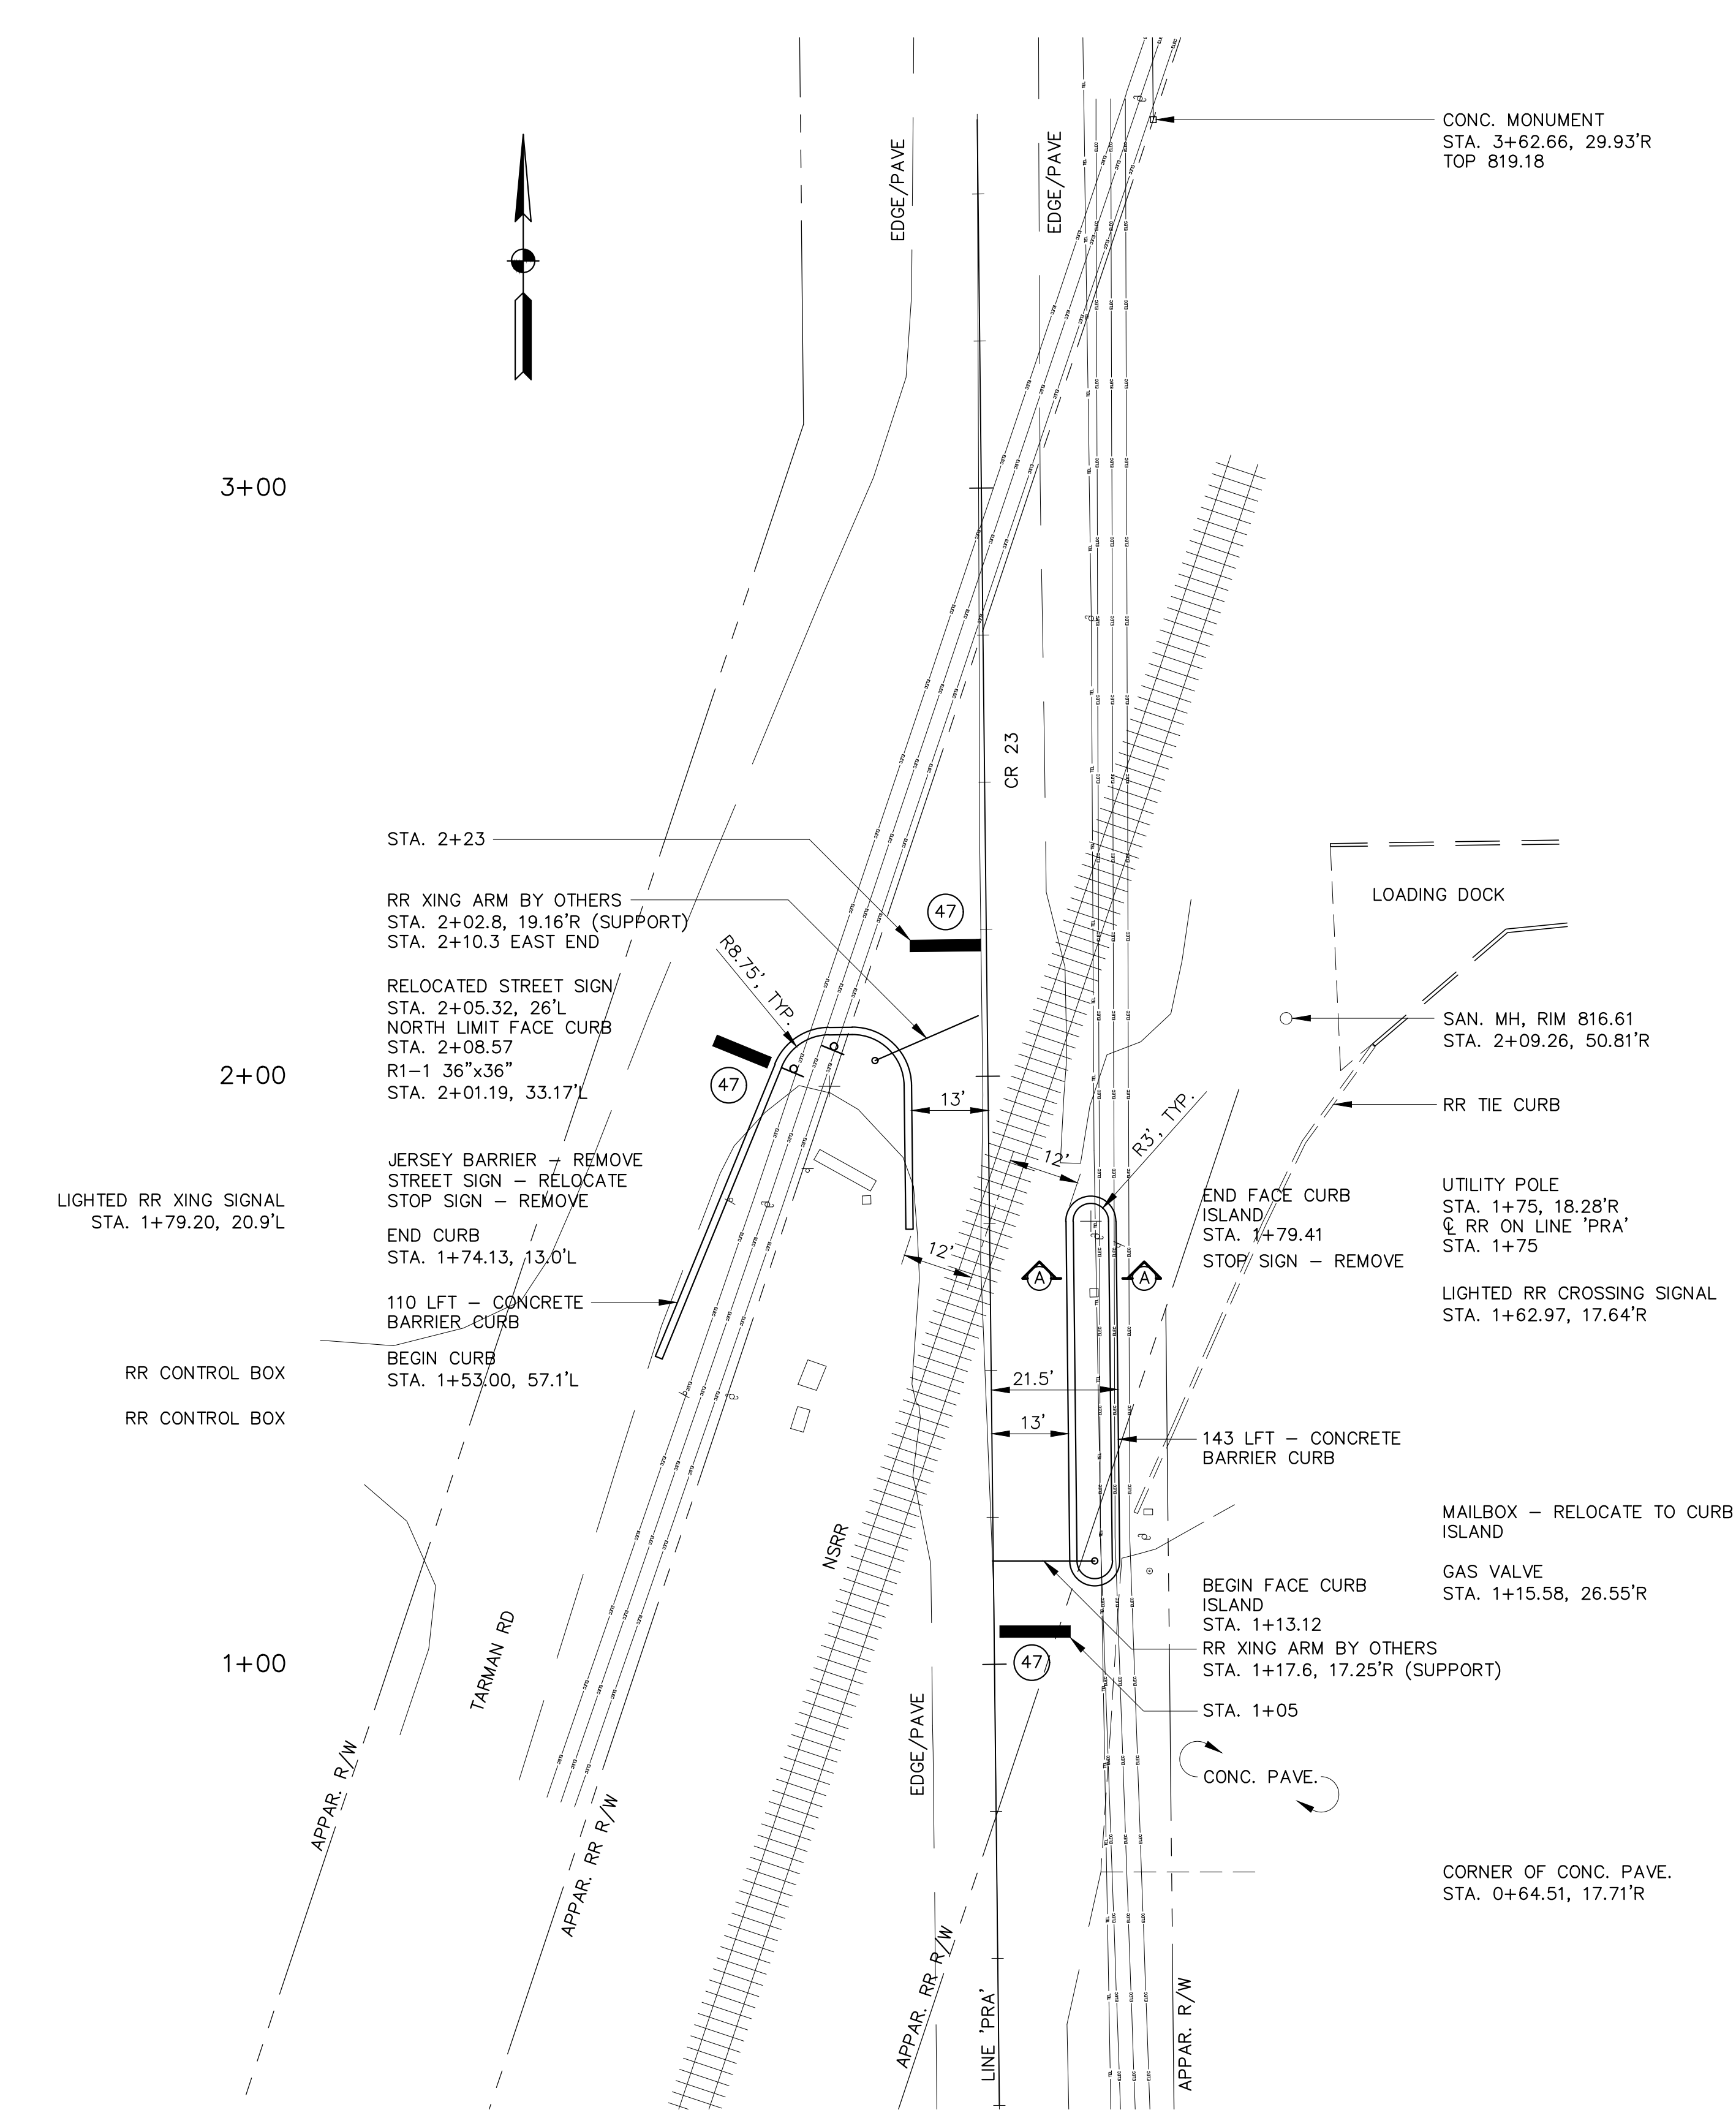 CONC. MONUMENT
STA. 3+62.66, 29.93'R
TOP 819.18
EDGE/PAVE
EDGE/PAVE
3+00
CR 23
STA. 2+23
RR XING ARM BY OTHERS
STA. 2+02.8, 19.16'R (SUPPORT)
STA. 2+10.3 EAST END
47
LOADING DOCK
R8.75', TYP.
RELOCATED STREET SIGN
STA. 2+05.32, 26'L
NORTH LIMIT FACE CURB
STA. 2+08.57
R1-1 36"x36"
STA. 2+01.19, 33.17'L
SAN. MH, RIM 816.61
STA. 2+09.26, 50.81'R
2+00
47
13'
R3', TYP.
RR TIE CURB
JERSEY BARRIER – REMOVE
STREET SIGN – RELOCATE
STOP SIGN – REMOVE
12'
LIGHTED RR XING SIGNAL
STA. 1+79.20, 20.9'L
END FACE CURB
ISLAND
STA. 1+79.41
STOP SIGN – REMOVE
UTILITY POLE
STA. 1+75, 18.28'R
℄ RR ON LINE 'PRA'
STA. 1+75
END CURB
STA. 1+74.13, 13.0'L
12'
A
A
110 LFT – CONCRETE
BARRIER CURB
LIGHTED RR CROSSING SIGNAL
STA. 1+62.97, 17.64'R
BEGIN CURB
STA. 1+53.00, 57.1'L
RR CONTROL BOX
RR CONTROL BOX
21.5'
13'
143 LFT – CONCRETE
BARRIER CURB
MAILBOX – RELOCATE TO CURB
ISLAND
NSRR
GAS VALVE
STA. 1+15.58, 26.55'R
BEGIN FACE CURB
ISLAND
STA. 1+13.12
RR XING ARM BY OTHERS
STA. 1+17.6, 17.25'R (SUPPORT)
1+00
TARMAN RD
47
STA. 1+05
EDGE/PAVE
CONC. PAVE.
APPAR. R/W
APPAR. RR R/W
CORNER OF CONC. PAVE.
STA. 0+64.51, 17.71'R
APPAR. RR R/W
LINE 'PRA'
APPAR. R/W